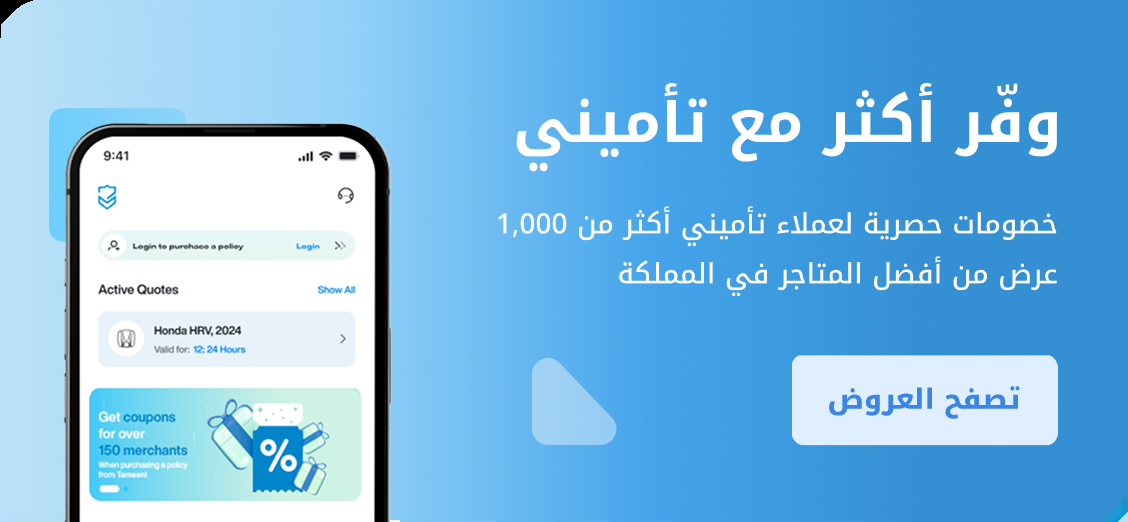 وفّر أكثر مع تأميني
خصومات حصرية لعملاء تأميني أكثر من 1,000
عرض من أفضل المتاجر في المملكة
تصفح العروض
9:41
Login to purchase a policy
Login
Active Quotes
Show All
Honda HRV, 2024
Valid for: 12: 24 Hours
Get coupons
for over
150 merchants
When purchasing a policy
from Tameeni
%